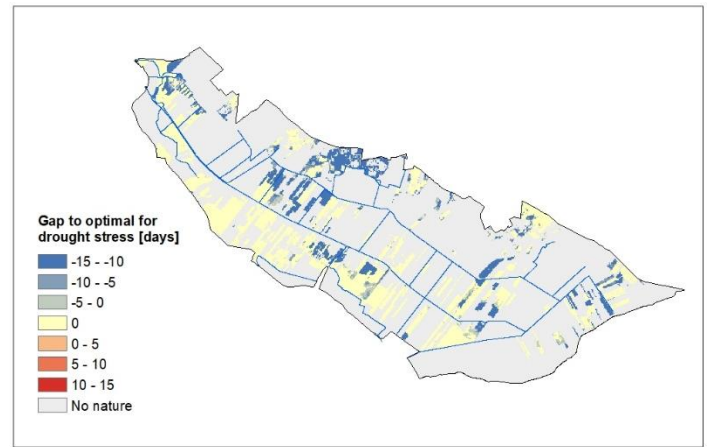 Gap to optimal for
drought stress [days]
-15 - -10
-10 - -5
-5 - 0
0
0 - 5
5 - 10
10 - 15
No nature